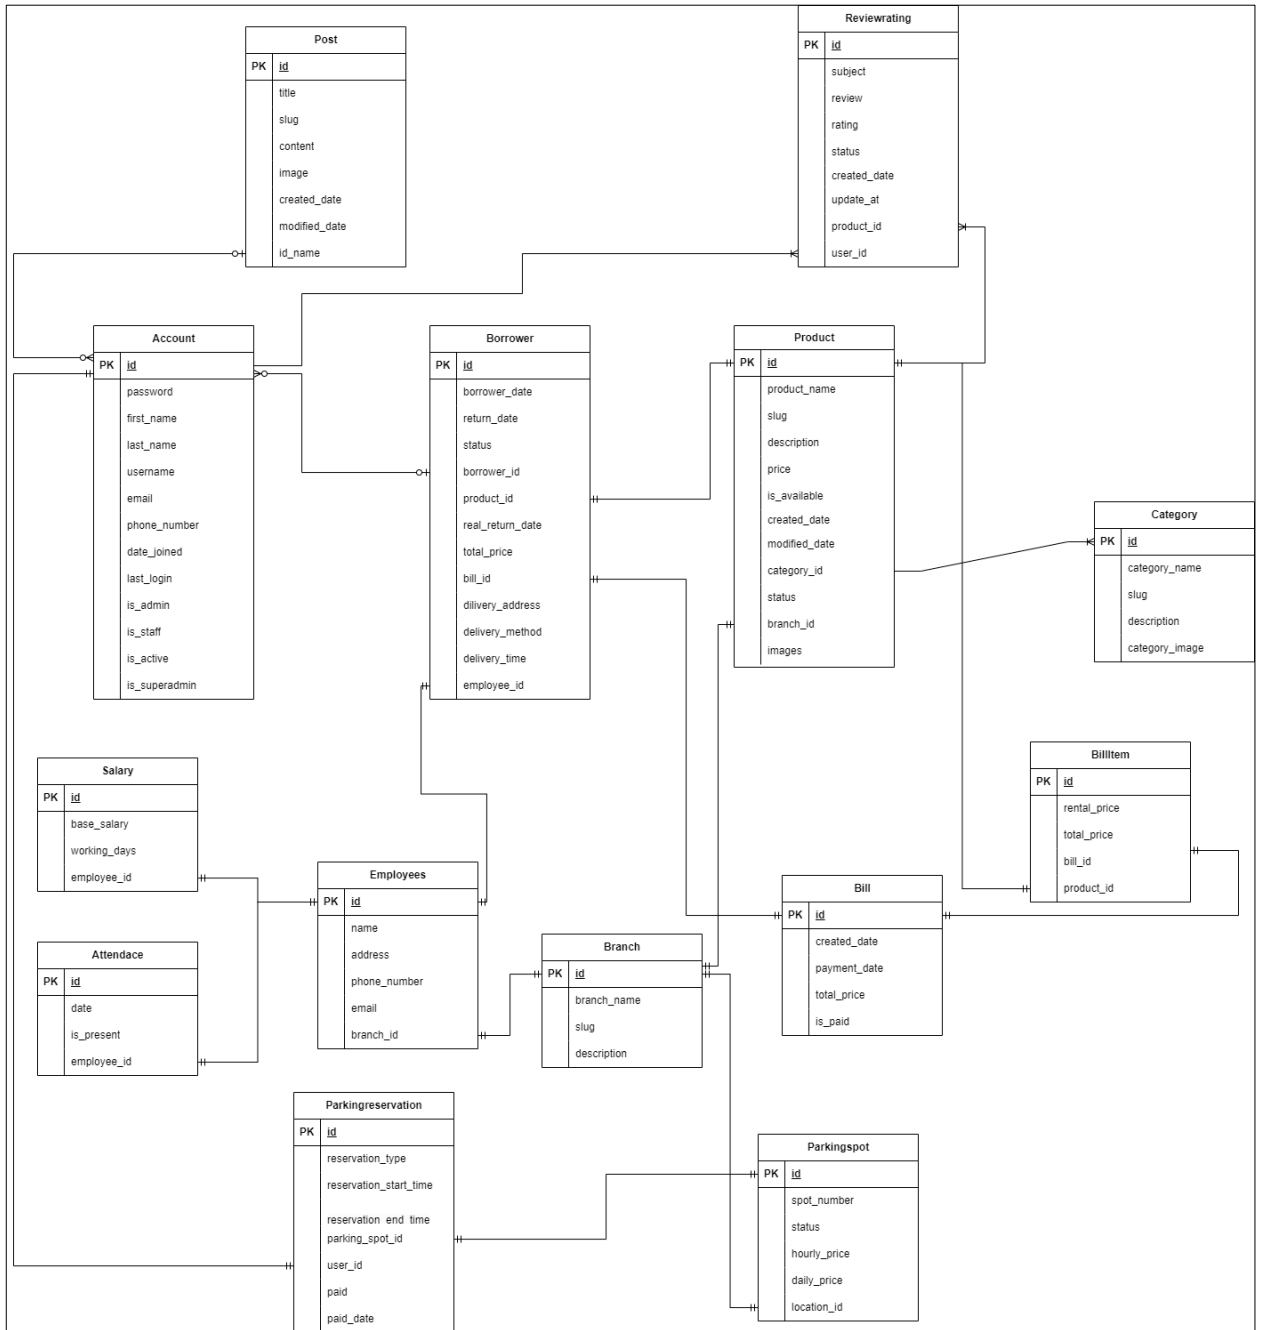 Post
PK id
title
slug
content
image
created_date
modified_date
id_name
Reviewrating
PK id
subject
review
rating
status
created_date
update_at
product_id
user_id
Account
PK id
password
first_name
last_name
username
email
phone_number
date_joined
last_login
is_admin
is_staff
is_active
is_superadmin
Borrower
PK id
borrower_date
return_date
status
borrower_id
product_id
real_return_date
total_price
bill_id
dilivery_address
delivery_method
delivery_time
employee_id
Product
PK id
product_name
slug
description
price
is_available
created_date
modified_date
category_id
status
branch_id
images
Category
PK id
category_name
slug
description
category_image
Salary
PK id
base_salary
working_days
employee_id
Employees
PK id
name
address
phone_number
email
branch_id
BillItem
PK id
rental_price
total_price
bill_id
product_id
Bill
PK id
created_date
payment_date
total_price
is_paid
Attendace
PK id
date
is_present
employee_id
Branch
PK id
branch_name
slug
description
Parkingreservation
PK id
reservation_type
reservation_start_time
reservation_end_time
parking_spot_id
user_id
paid
paid_date
Parkingspot
PK id
spot_number
status
hourly_price
daily_price
location_id